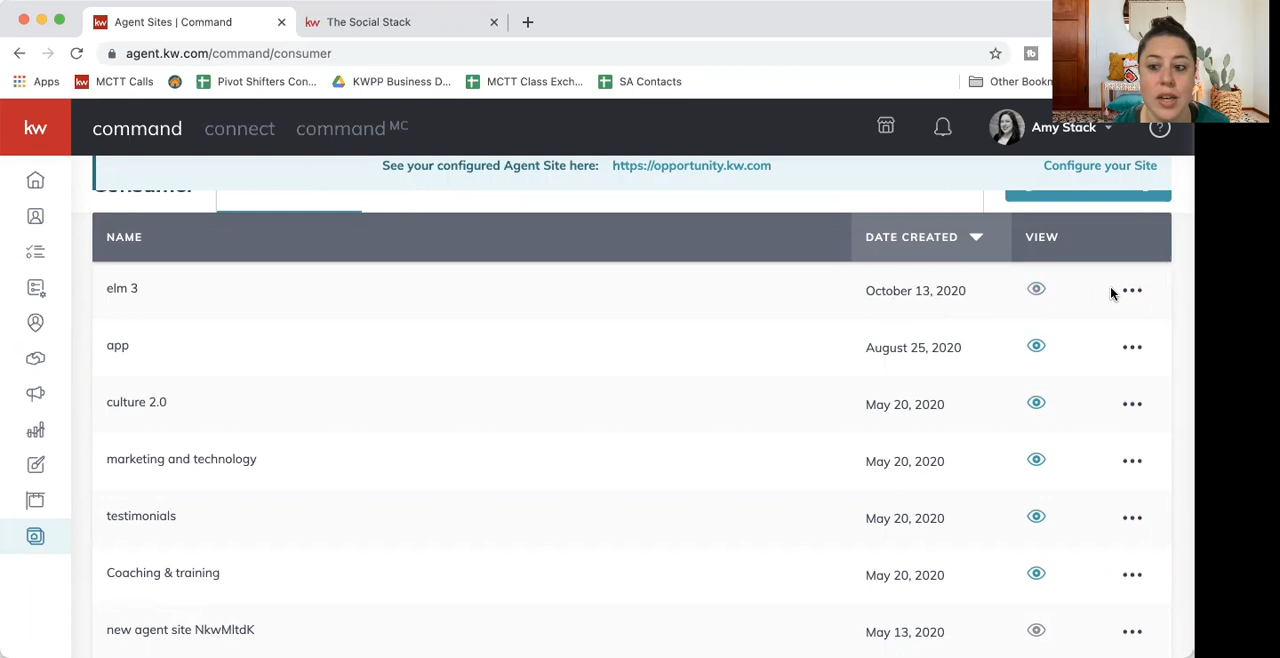 kw Agent Sites | Command
kw The Social Stack
agent.kw.com/command/consumer
Apps kw MCTT Calls Pivot Shifters Con... KWPP Business D... MCTT Class Exch... SA Contacts Other Bookm
kw command connect command MC Amy Stack
See your configured Agent Site here: https://opportunity.kw.com Configure your Site
Consumer
NAME DATE CREATED VIEW
elm 3 October 13, 2020
app August 25, 2020
culture 2.0 May 20, 2020
marketing and technology May 20, 2020
testimonials May 20, 2020
Coaching & training May 20, 2020
new agent site NkwMltdK May 13, 2020